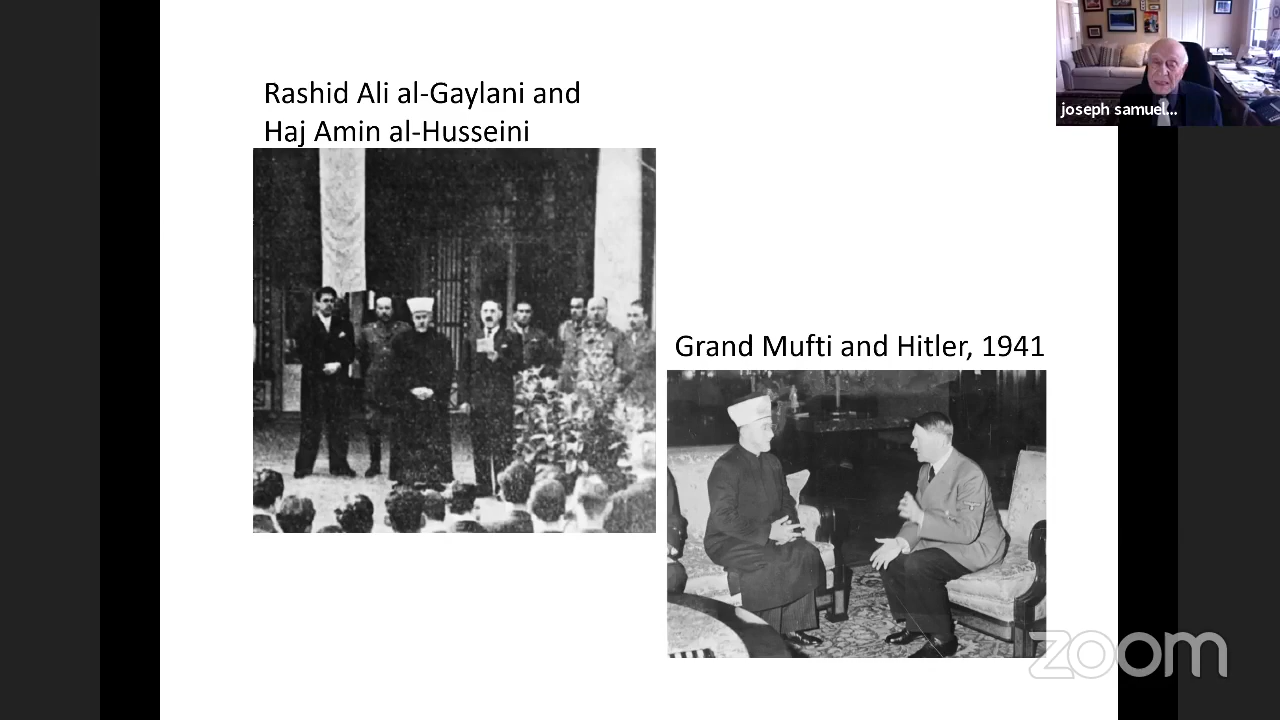 Rashid Ali al-Gaylani and
Haj Amin al-Husseini
joseph samuel...
Grand Mufti and Hitler, 1941
zoom